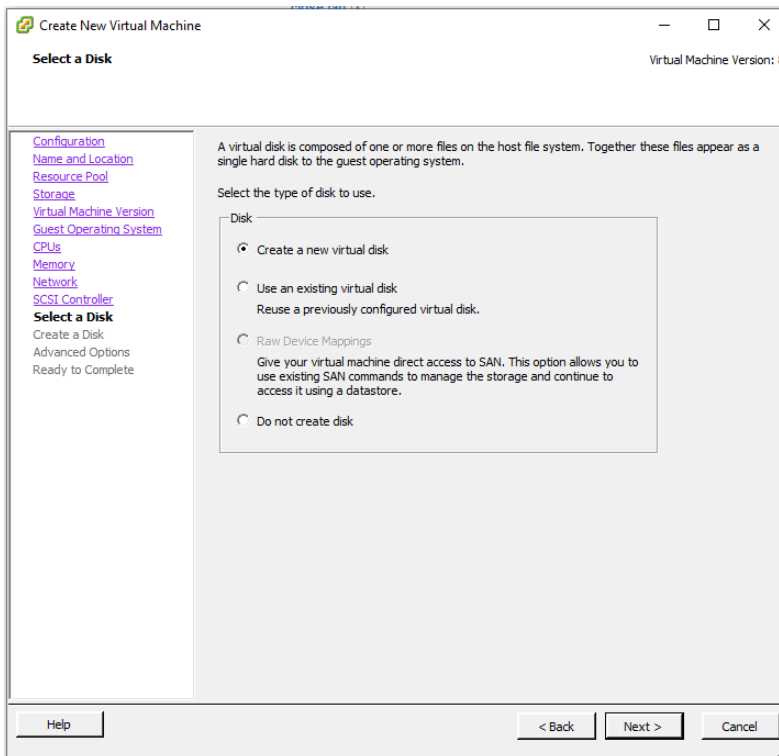 Create New Virtual Machine
Select a Disk
Virtual Machine Version:
Configuration
Name and Location
Resource Pool
Storage
Virtual Machine Version
Guest Operating System
CPUs
Memory
Network
SCSI Controller
Select a Disk
Create a Disk
Advanced Options
Ready to Complete
A virtual disk is composed of one or more files on the host file system. Together these files appear as a
single hard disk to the guest operating system.
Select the type of disk to use.
Disk
Create a new virtual disk
Use an existing virtual disk
Reuse a previously configured virtual disk.
Raw Device Mappings
Give your virtual machine direct access to SAN. This option allows you to
use existing SAN commands to manage the storage and continue to
access it using a datastore.
Do not create disk
Help
< Back
Next >
Cancel